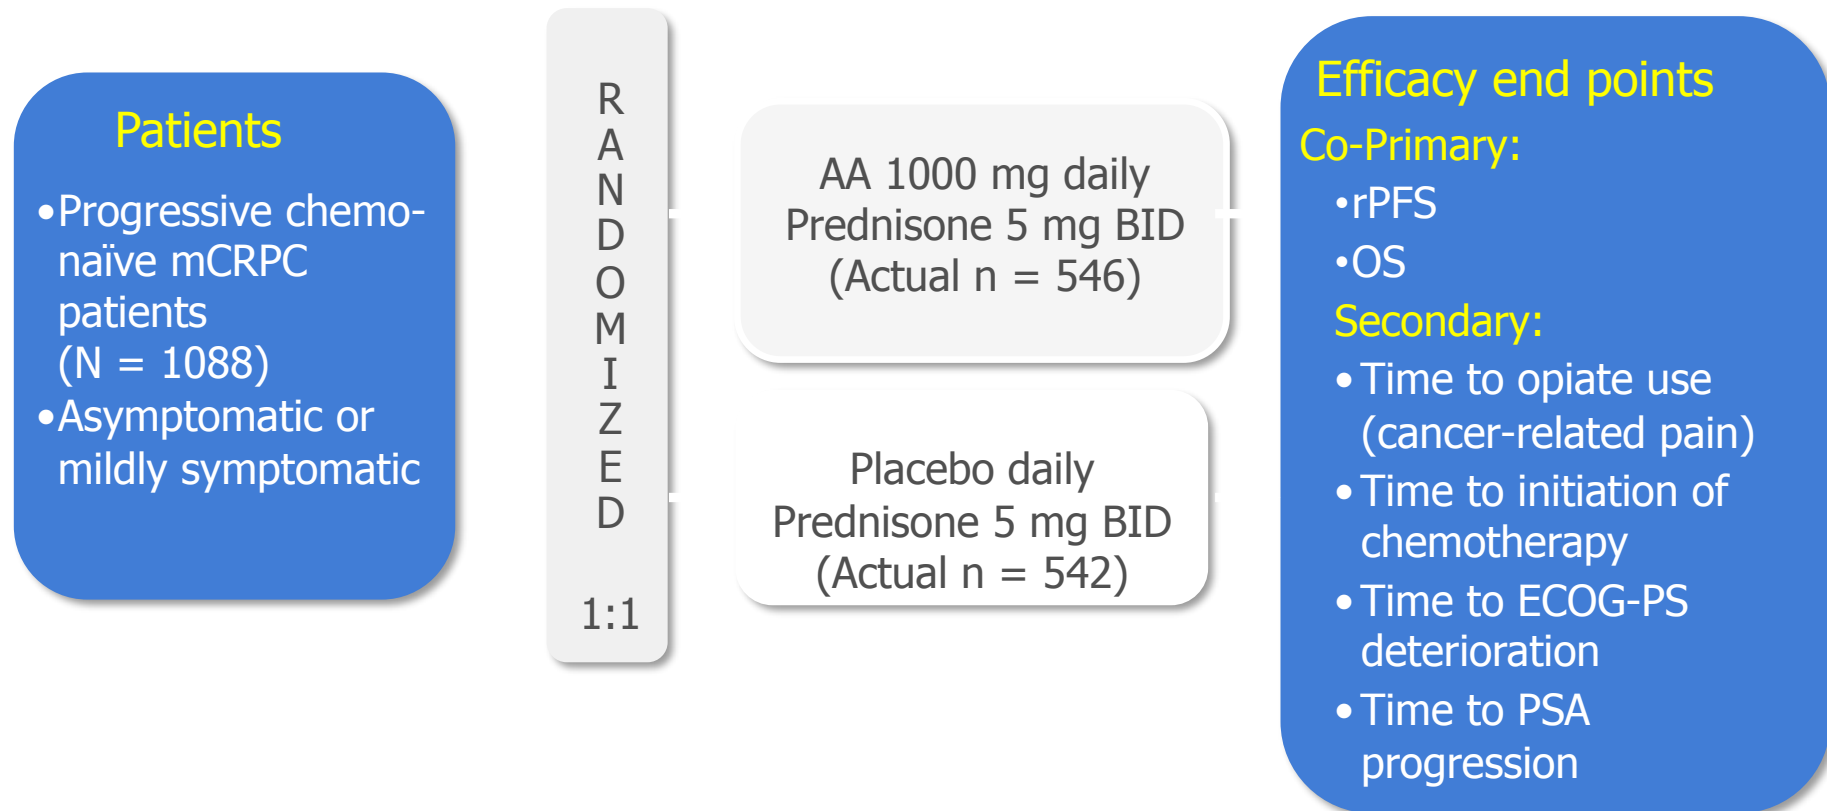 Patients
•Progressive chemo-
naïve mCRPC
patients
(N = 1088)
•Asymptomatic or
mildly symptomatic
R
A
N
D
O
M
I
Z
E
D
1:1
AA 1000 mg daily
Prednisone 5 mg BID
(Actual n = 546)
Placebo daily
Prednisone 5 mg BID
(Actual n = 542)
Efficacy end points
Co-Primary:
•rPFS
•OS
Secondary:
•Time to opiate use
(cancer-related pain)
•Time to initiation of
chemotherapy
•Time to ECOG-PS
deterioration
•Time to PSA
progression